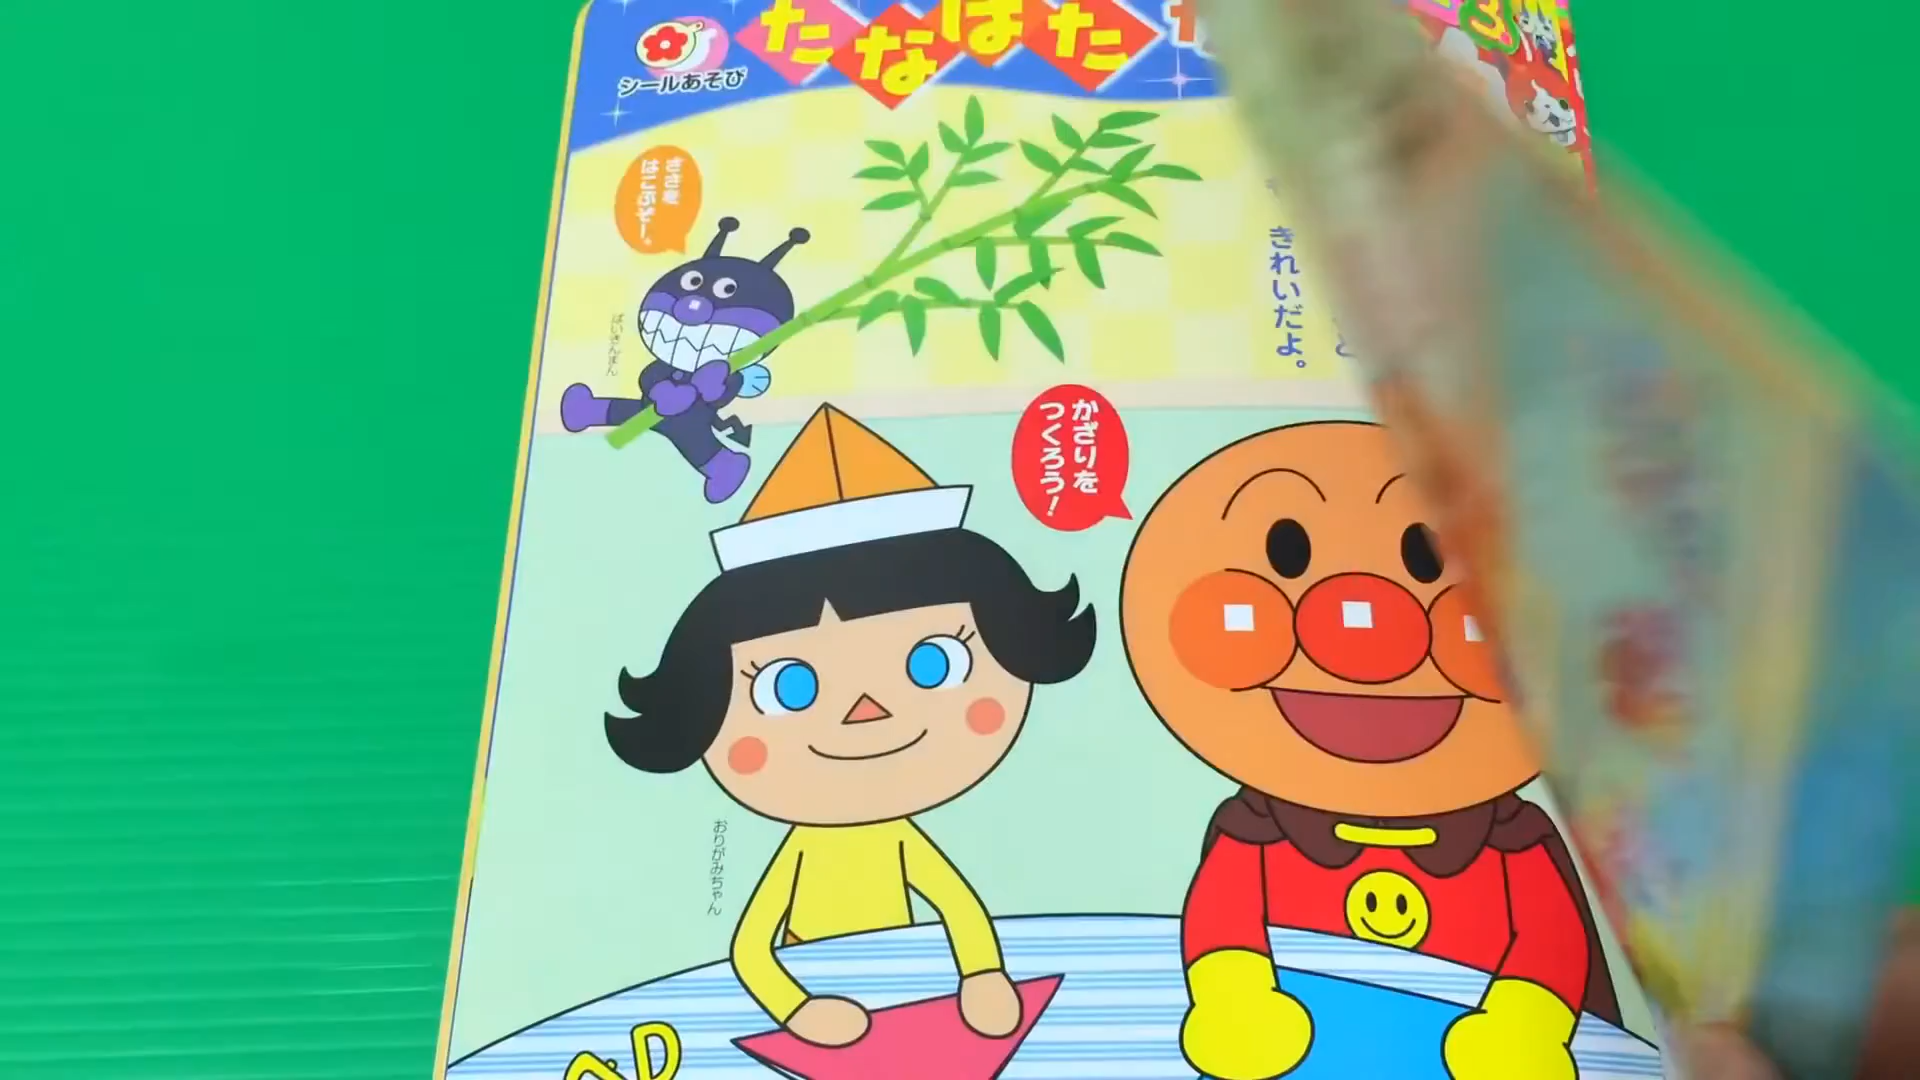 たなばたか
シールあそび
3
ささを
はこぶぞー。
ばいきんまん
きれいだよ。
かざりを
つくろう!
おりがみちゃん